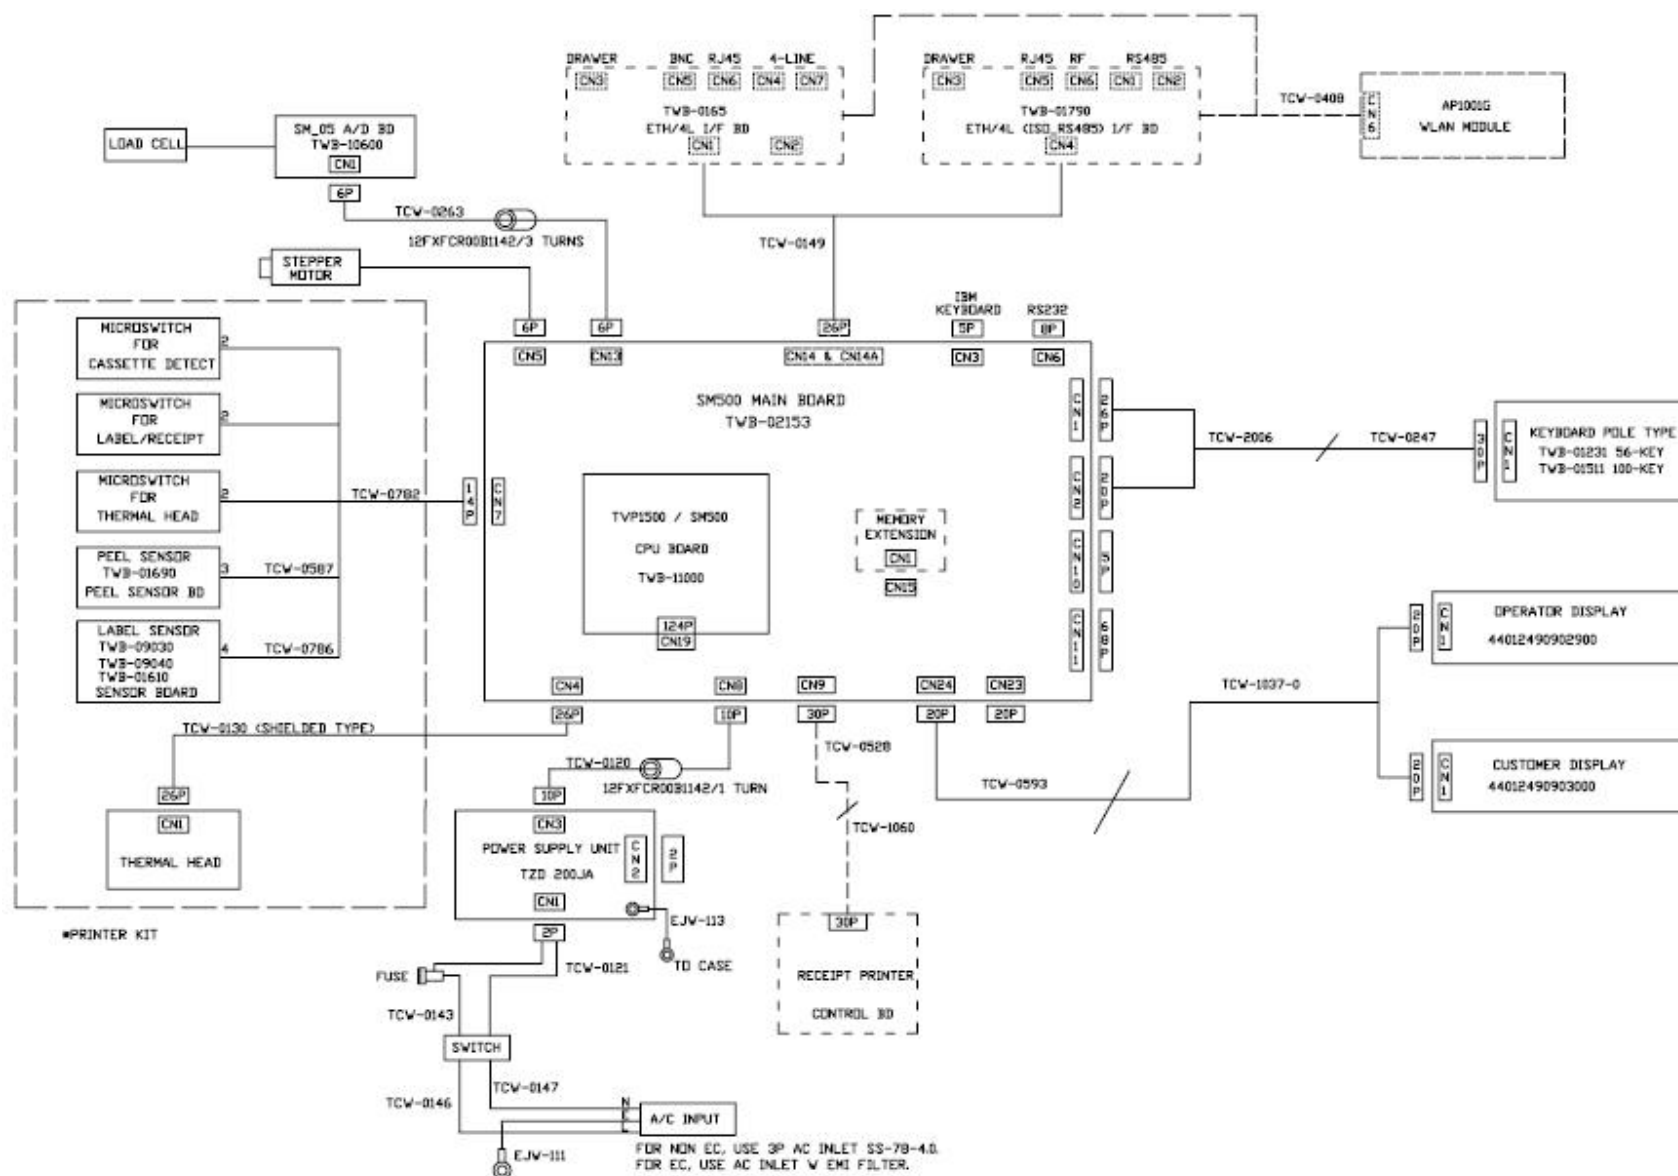 DRAWER BNC RJ45 4-LINE
CN3 CN5 CN6 CN4 CN7
TWB-0165
ETH/4L I/F BD
CN1 CN2
DRAWER RJ45 RF RS485
CN3 CN5 CN6 CN1 CN2
TWB-01790
ETH/4L (ISO_RS485) I/F BD
CN4
TCW-0408
CN6
AP1001G
WLAN MODULE
LOAD CELL
SM_05 A/D BD
TWB-10600
CN1
6P
TCW-0263
12FXFCR00B1142/3 TURNS
TCW-0149
STEPPER
MOTOR
IBM
KEYBOARD
RS232
6P 6P 26P 5P 8P
CN5 CN13 CN14 & CN14A CN3 CN6
MICROSWITCH
FOR
CASSETTE DETECT
2
MICROSWITCH
FOR
LABEL/RECEIPT
2
MICROSWITCH
FOR
THERMAL HEAD
2
TCW-0782
14P
CN7
PEEL SENSOR
TWB-01690
PEEL SENSOR BD
3
TCW-0587
LABEL SENSOR
TWB-09030
TWB-09040
TWB-01610
SENSOR BOARD
4
TCW-0786
SM500 MAIN BOARD
TWB-02153
TVP1500 / SM500
CPU BOARD
TWB-11000
124P
CN19
MEMORY
EXTENSION
CN1
CN15
CN1
26P
CN2
20P
CN10
5P
CN11
68P
TCW-2006
TCW-0247
30P
CN1
KEYBOARD POLE TYPE
TWB-01231 56-KEY
TWB-01511 100-KEY
20P
CN1
OPERATOR DISPLAY
44012490902900
TCW-1037-0
20P
CN1
CUSTOMER DISPLAY
44012490903000
CN4 CN8 CN9 CN24 CN23
26P 10P 30P 20P 20P
TCW-0130 (SHIELDED TYPE)
26P
CN1
THERMAL HEAD
*PRINTER KIT
TCW-0120
12FXFCR00B1142/1 TURN
10P
CN3
POWER SUPPLY UNIT
TZD 200JA
CN2
2P
CN1
2P
EJW-113
TO CASE
TCW-0528
TCW-1060
TCW-0593
30P
RECEIPT PRINTER
CONTROL BD
FUSE
TCW-0121
TCW-0143
SWITCH
TCW-0147
TCW-0146
N
E
L
A/C INPUT
EJW-111
FOR NON EC, USE 3P AC INLET SS-7B-4.0.
FOR EC, USE AC INLET W EMI FILTER.